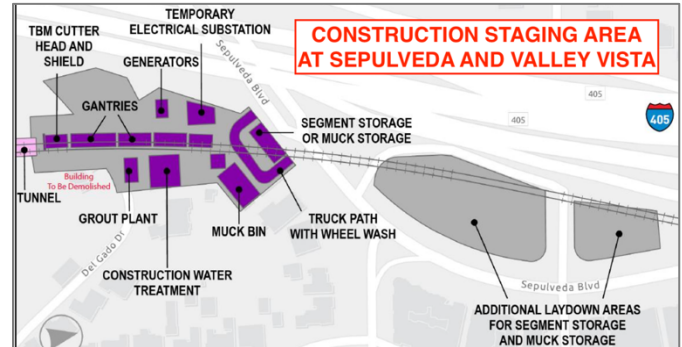 CONSTRUCTION STAGING AREA
AT SEPULVEDA AND VALLEY VISTA
TBM CUTTER
HEAD AND
SHIELD
TEMPORARY
ELECTRICAL SUBSTATION
GENERATORS
Sepulveda Blvd
GANTRIES
SEGMENT STORAGE
OR MUCK STORAGE
405
405
405
Building
To Be Demolished
TUNNEL
GROUT PLANT
MUCK BIN
TRUCK PATH
WITH WHEEL WASH
Del Gado Dr
CONSTRUCTION WATER
TREATMENT
Sepulveda Blvd
ADDITIONAL LAYDOWN AREAS
FOR SEGMENT STORAGE
AND MUCK STORAGE